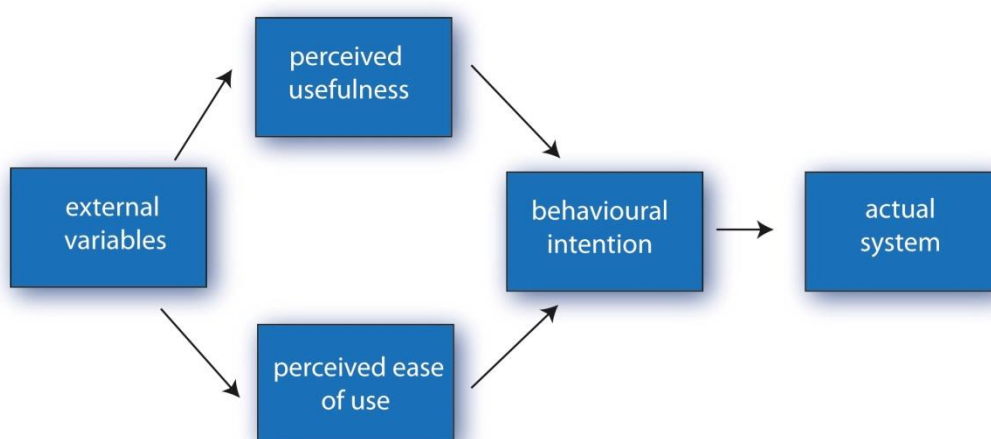 perceived
usefulness
external
variables
behavioural
intention
actual
system
perceived ease
of use